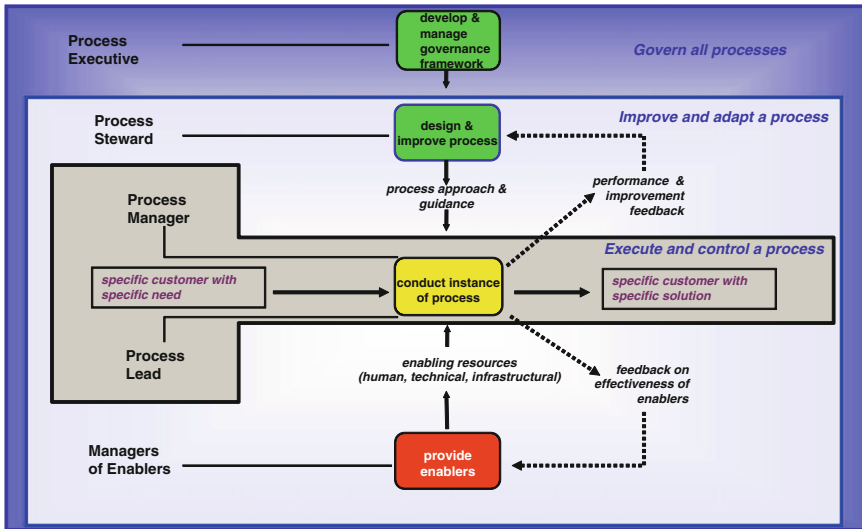 Process
Executive
develop &
manage
governance
framework
Govern all processes
Improve and adapt a process
Process
Steward
design &
improve process
process approach &
guidance
performance &
improvement
feedback
Process
Manager
Execute and control a process
specific customer with
specific need
conduct instance
of process
specific customer with
specific solution
Process
Lead
enabling resources
(human, technical, infrastructural)
feedback on
effectiveness of
enablers
Managers
of Enablers
provide
enablers